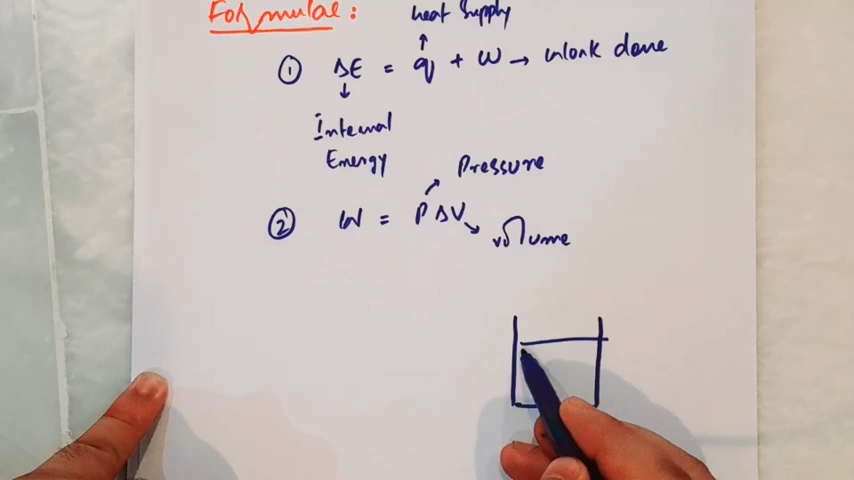 Formulae:
heat supply
① ΔE = q + W → Work done
Internal
Energy
Pressure
② W = PΔV
volume